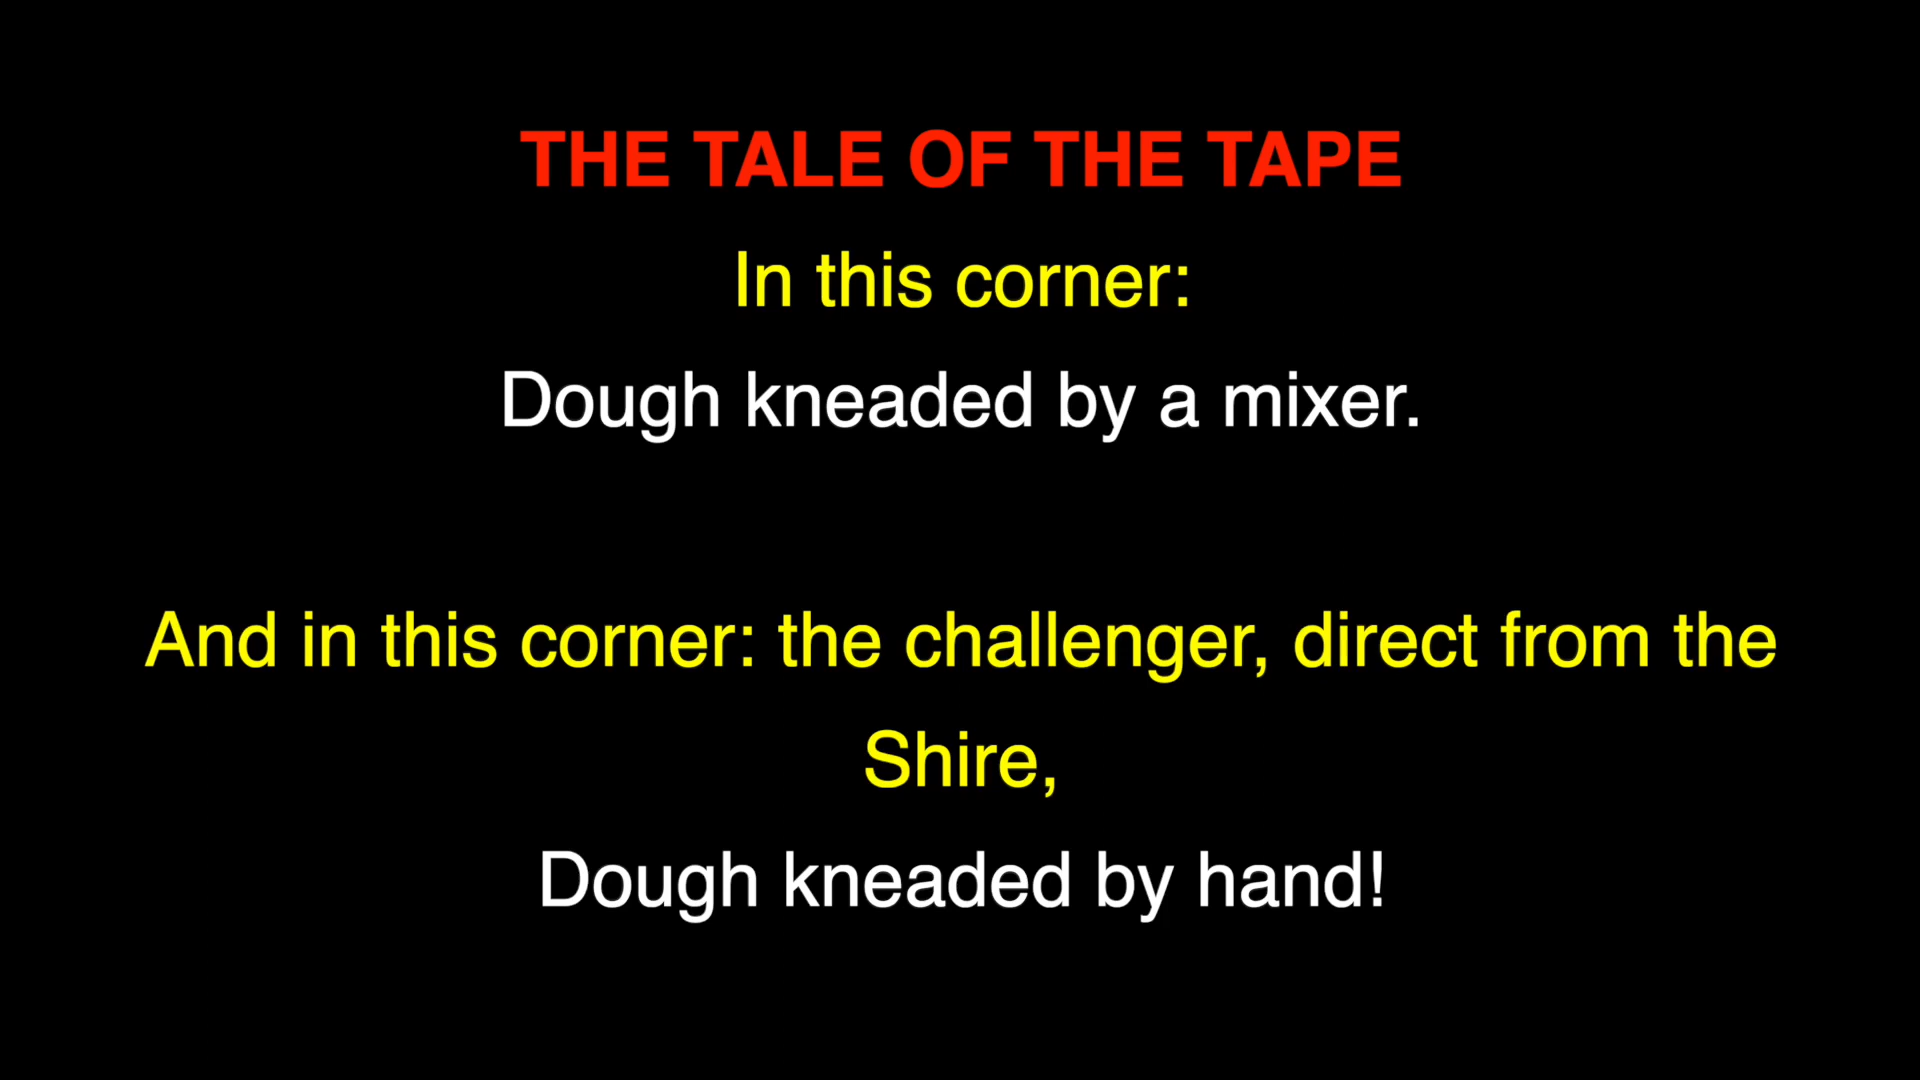 THE TALE OF THE TAPE
In this corner:
Dough kneaded by a mixer.
And in this corner: the challenger, direct from the
Shire,
Dough kneaded by hand!